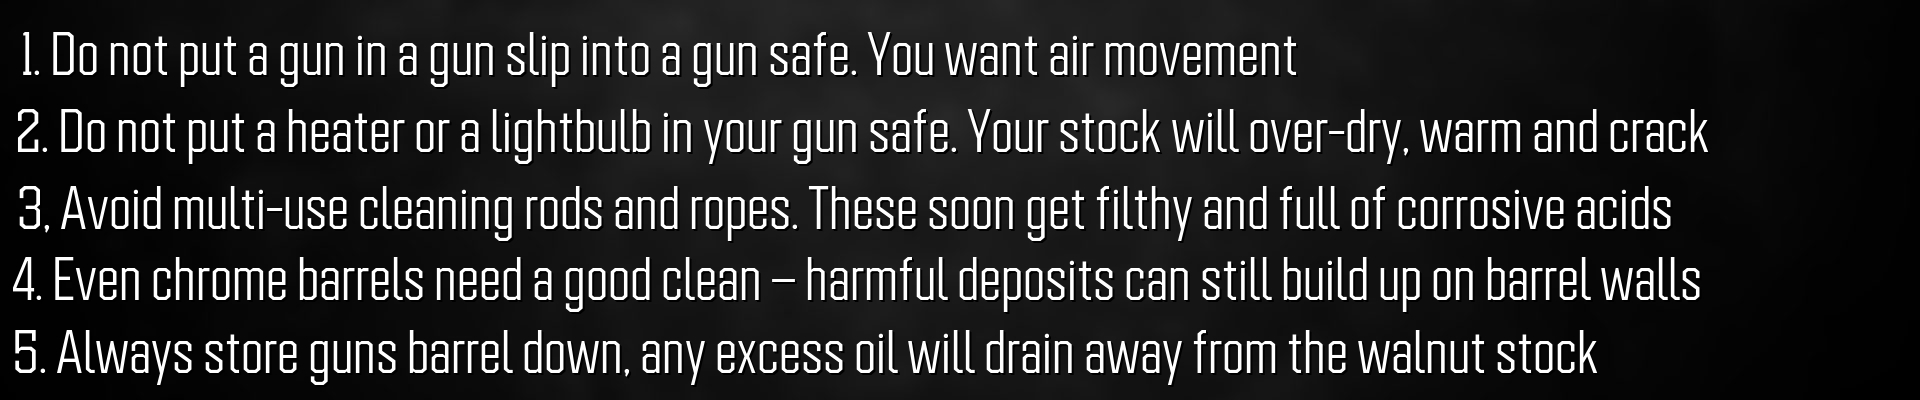 1. Do not put a gun in a gun slip into a gun safe. You want air movement
2. Do not put a heater or a lightbulb in your gun safe. Your stock will over-dry, warm and crack
3, Avoid multi-use cleaning rods and ropes. These soon get filthy and full of corrosive acids
4. Even chrome barrels need a good clean – harmful deposits can still build up on barrel walls
5. Always store guns barrel down, any excess oil will drain away from the walnut stock